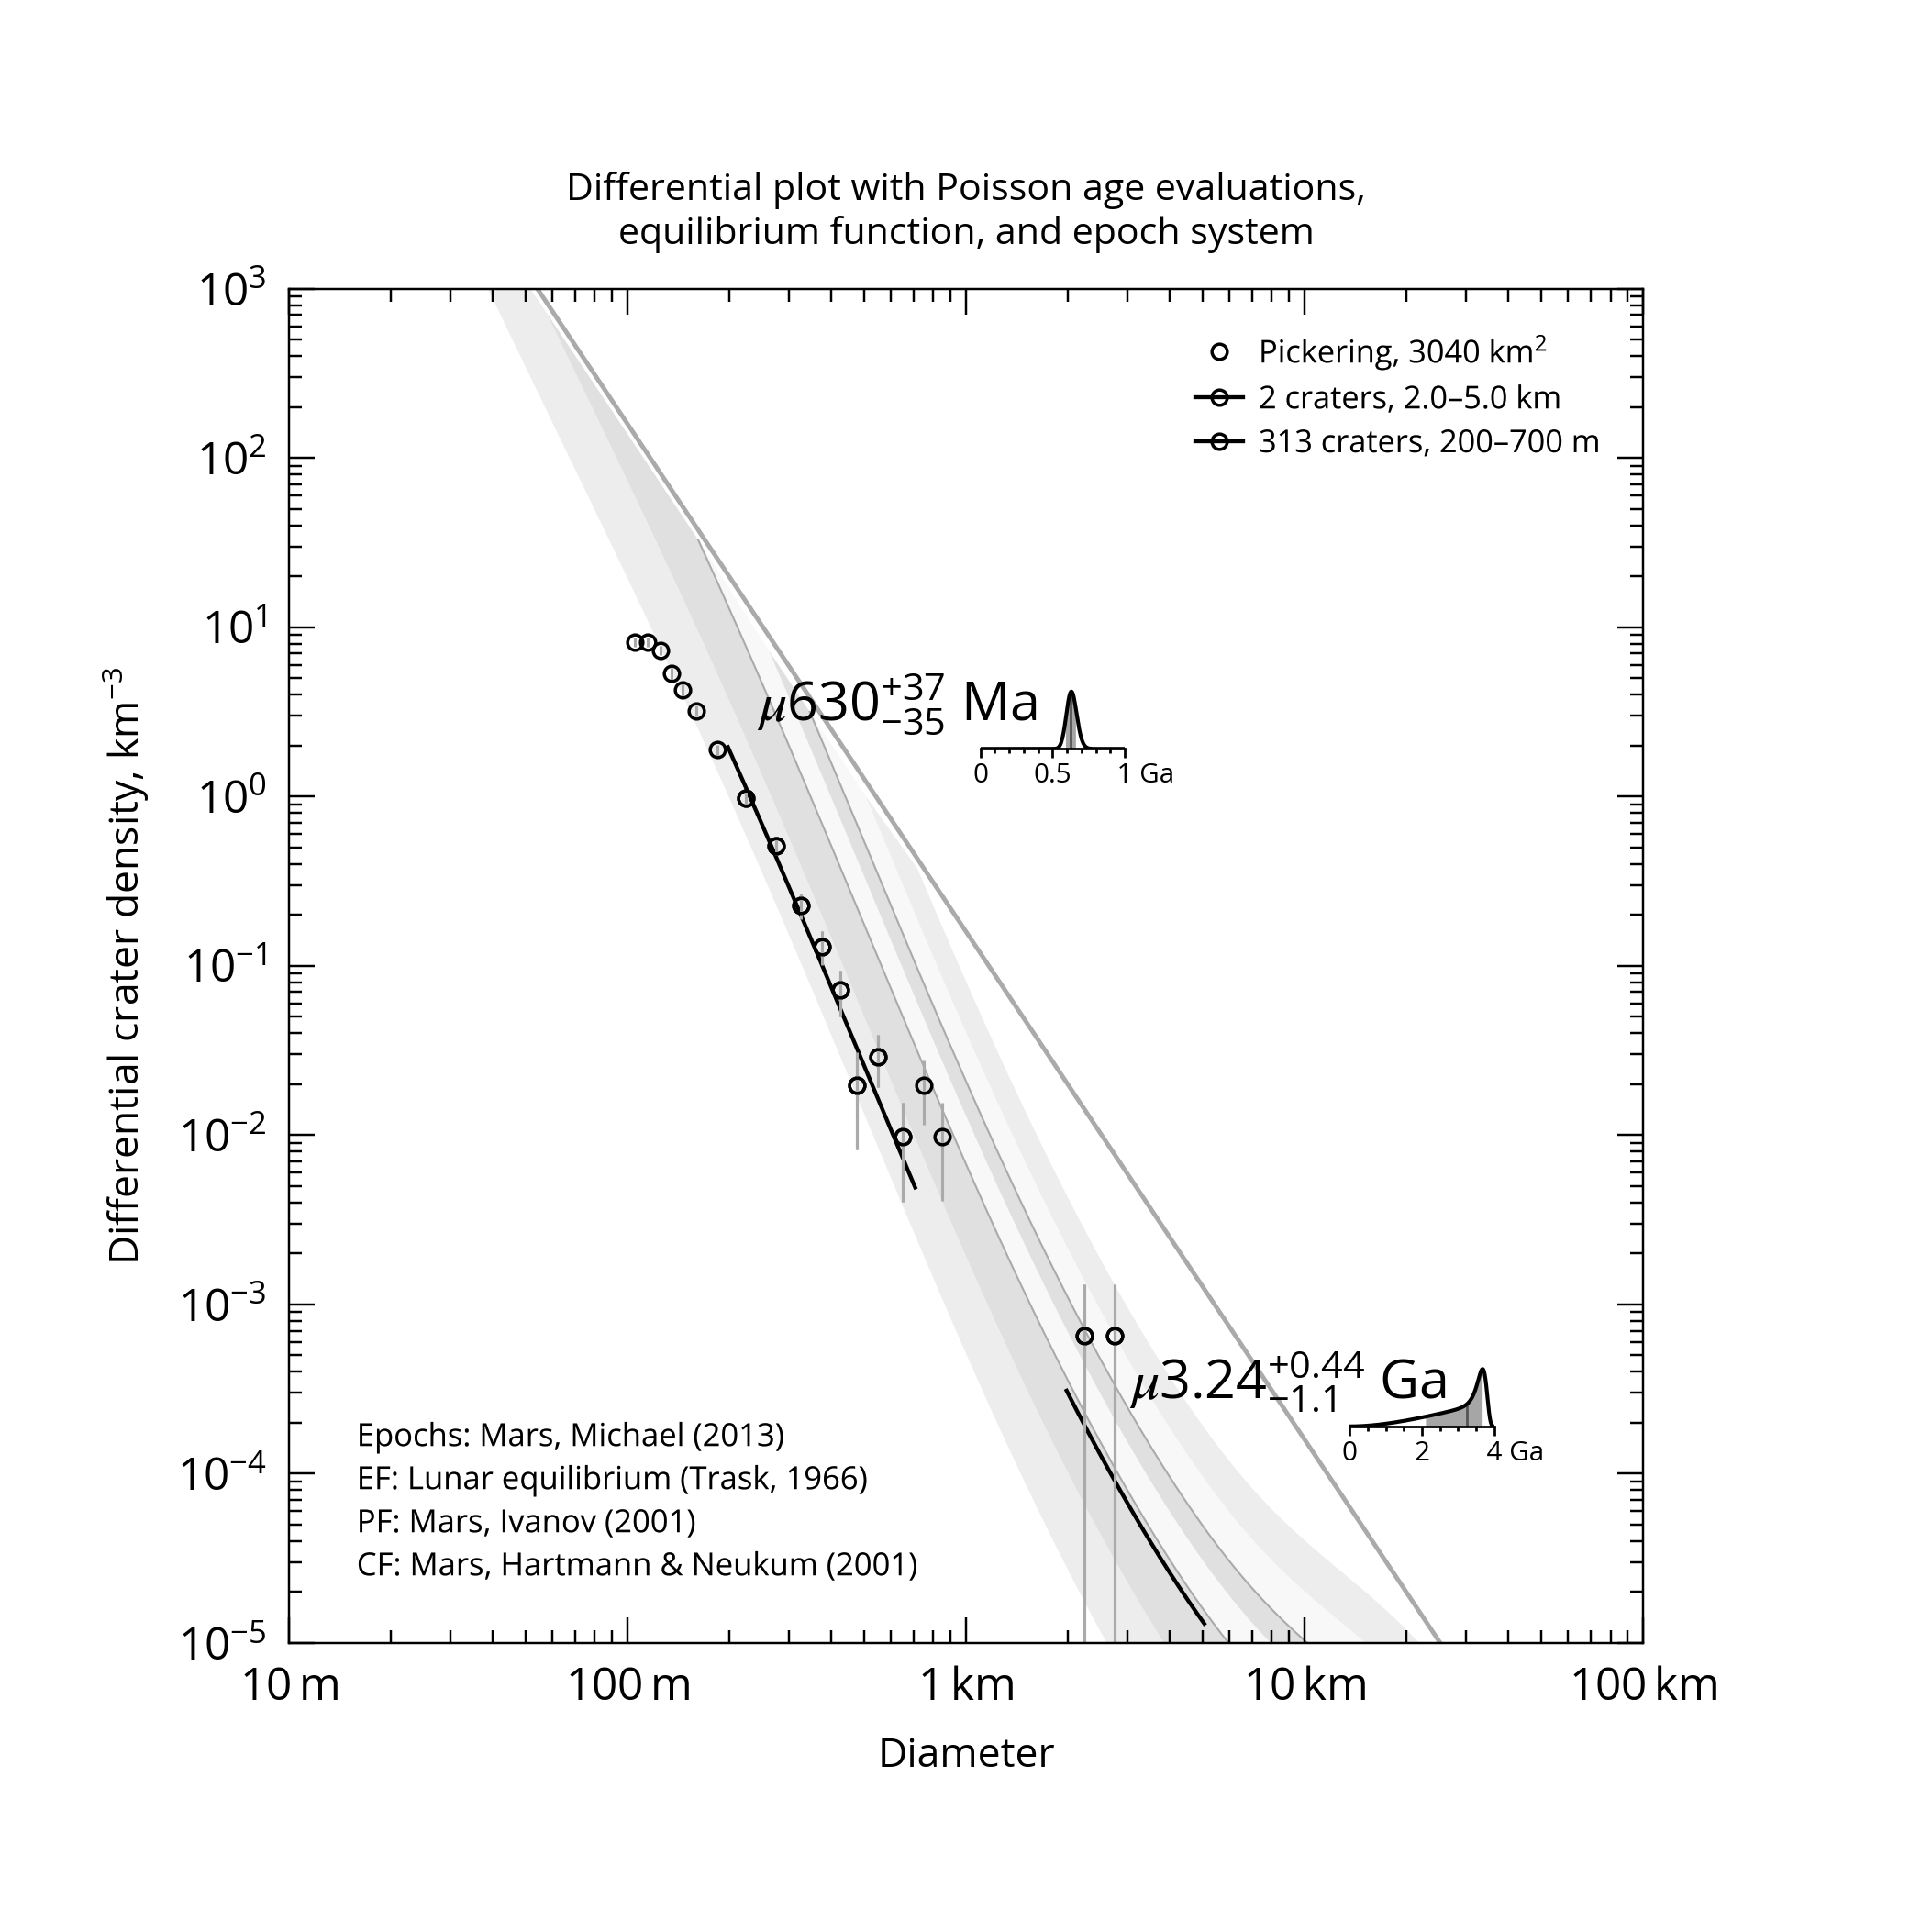 Differential plot with Poisson age evaluations,
equilibrium function, and epoch system
10³
10²
10¹
10⁰
10⁻¹
10⁻²
10⁻³
10⁻⁴
10⁻⁵
Differential crater density, km⁻³
Pickering, 3040 km²
2 craters, 2.0–5.0 km
313 craters, 200–700 m
μ630 +37 −35 Ma
0 0.5 1 Ga
μ3.24 +0.44 −1.1 Ga
0 2 4 Ga
Epochs: Mars, Michael (2013)
EF: Lunar equilibrium (Trask, 1966)
PF: Mars, Ivanov (2001)
CF: Mars, Hartmann & Neukum (2001)
10 m 100 m 1 km 10 km 100 km
Diameter